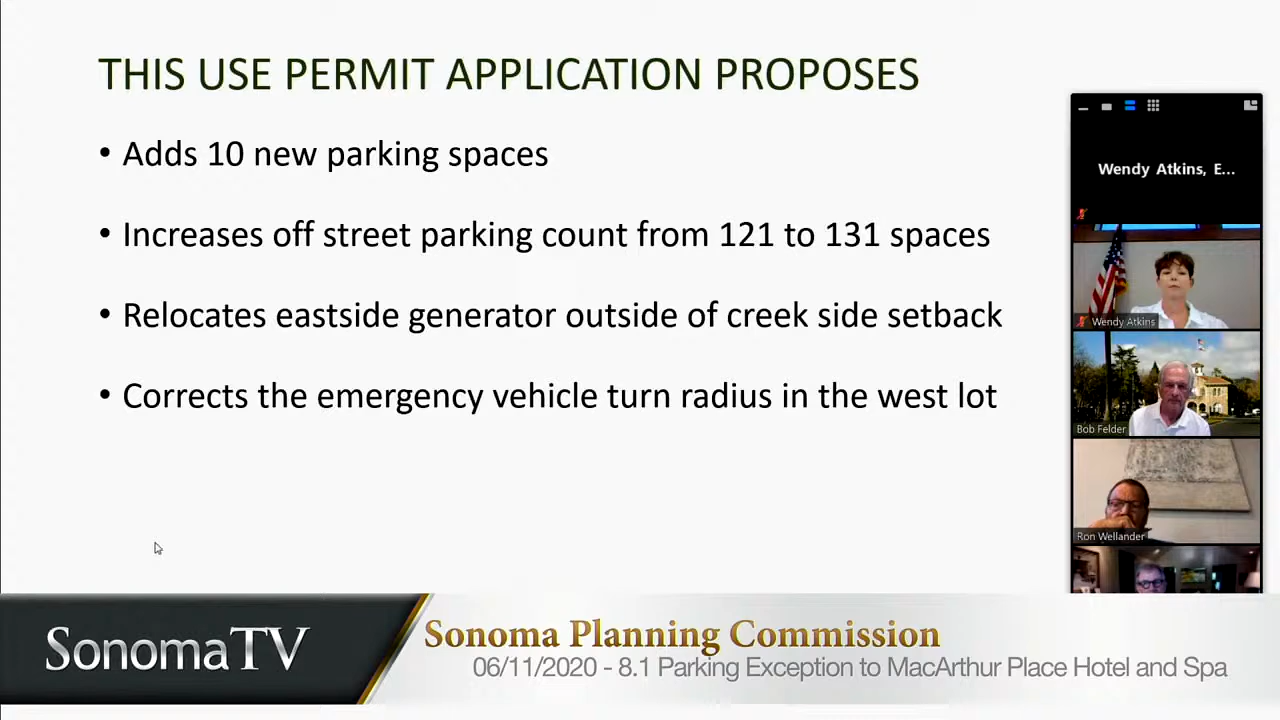 THIS USE PERMIT APPLICATION PROPOSES
• Adds 10 new parking spaces
• Increases off street parking count from 121 to 131 spaces
• Relocates eastside generator outside of creek side setback
• Corrects the emergency vehicle turn radius in the west lot
Wendy Atkins, E...
Wendy Atkins
Bob Felder
Ron Wellander
SonomaTV
Sonoma Planning Commission
06/11/2020 - 8.1 Parking Exception to MacArthur Place Hotel and Spa